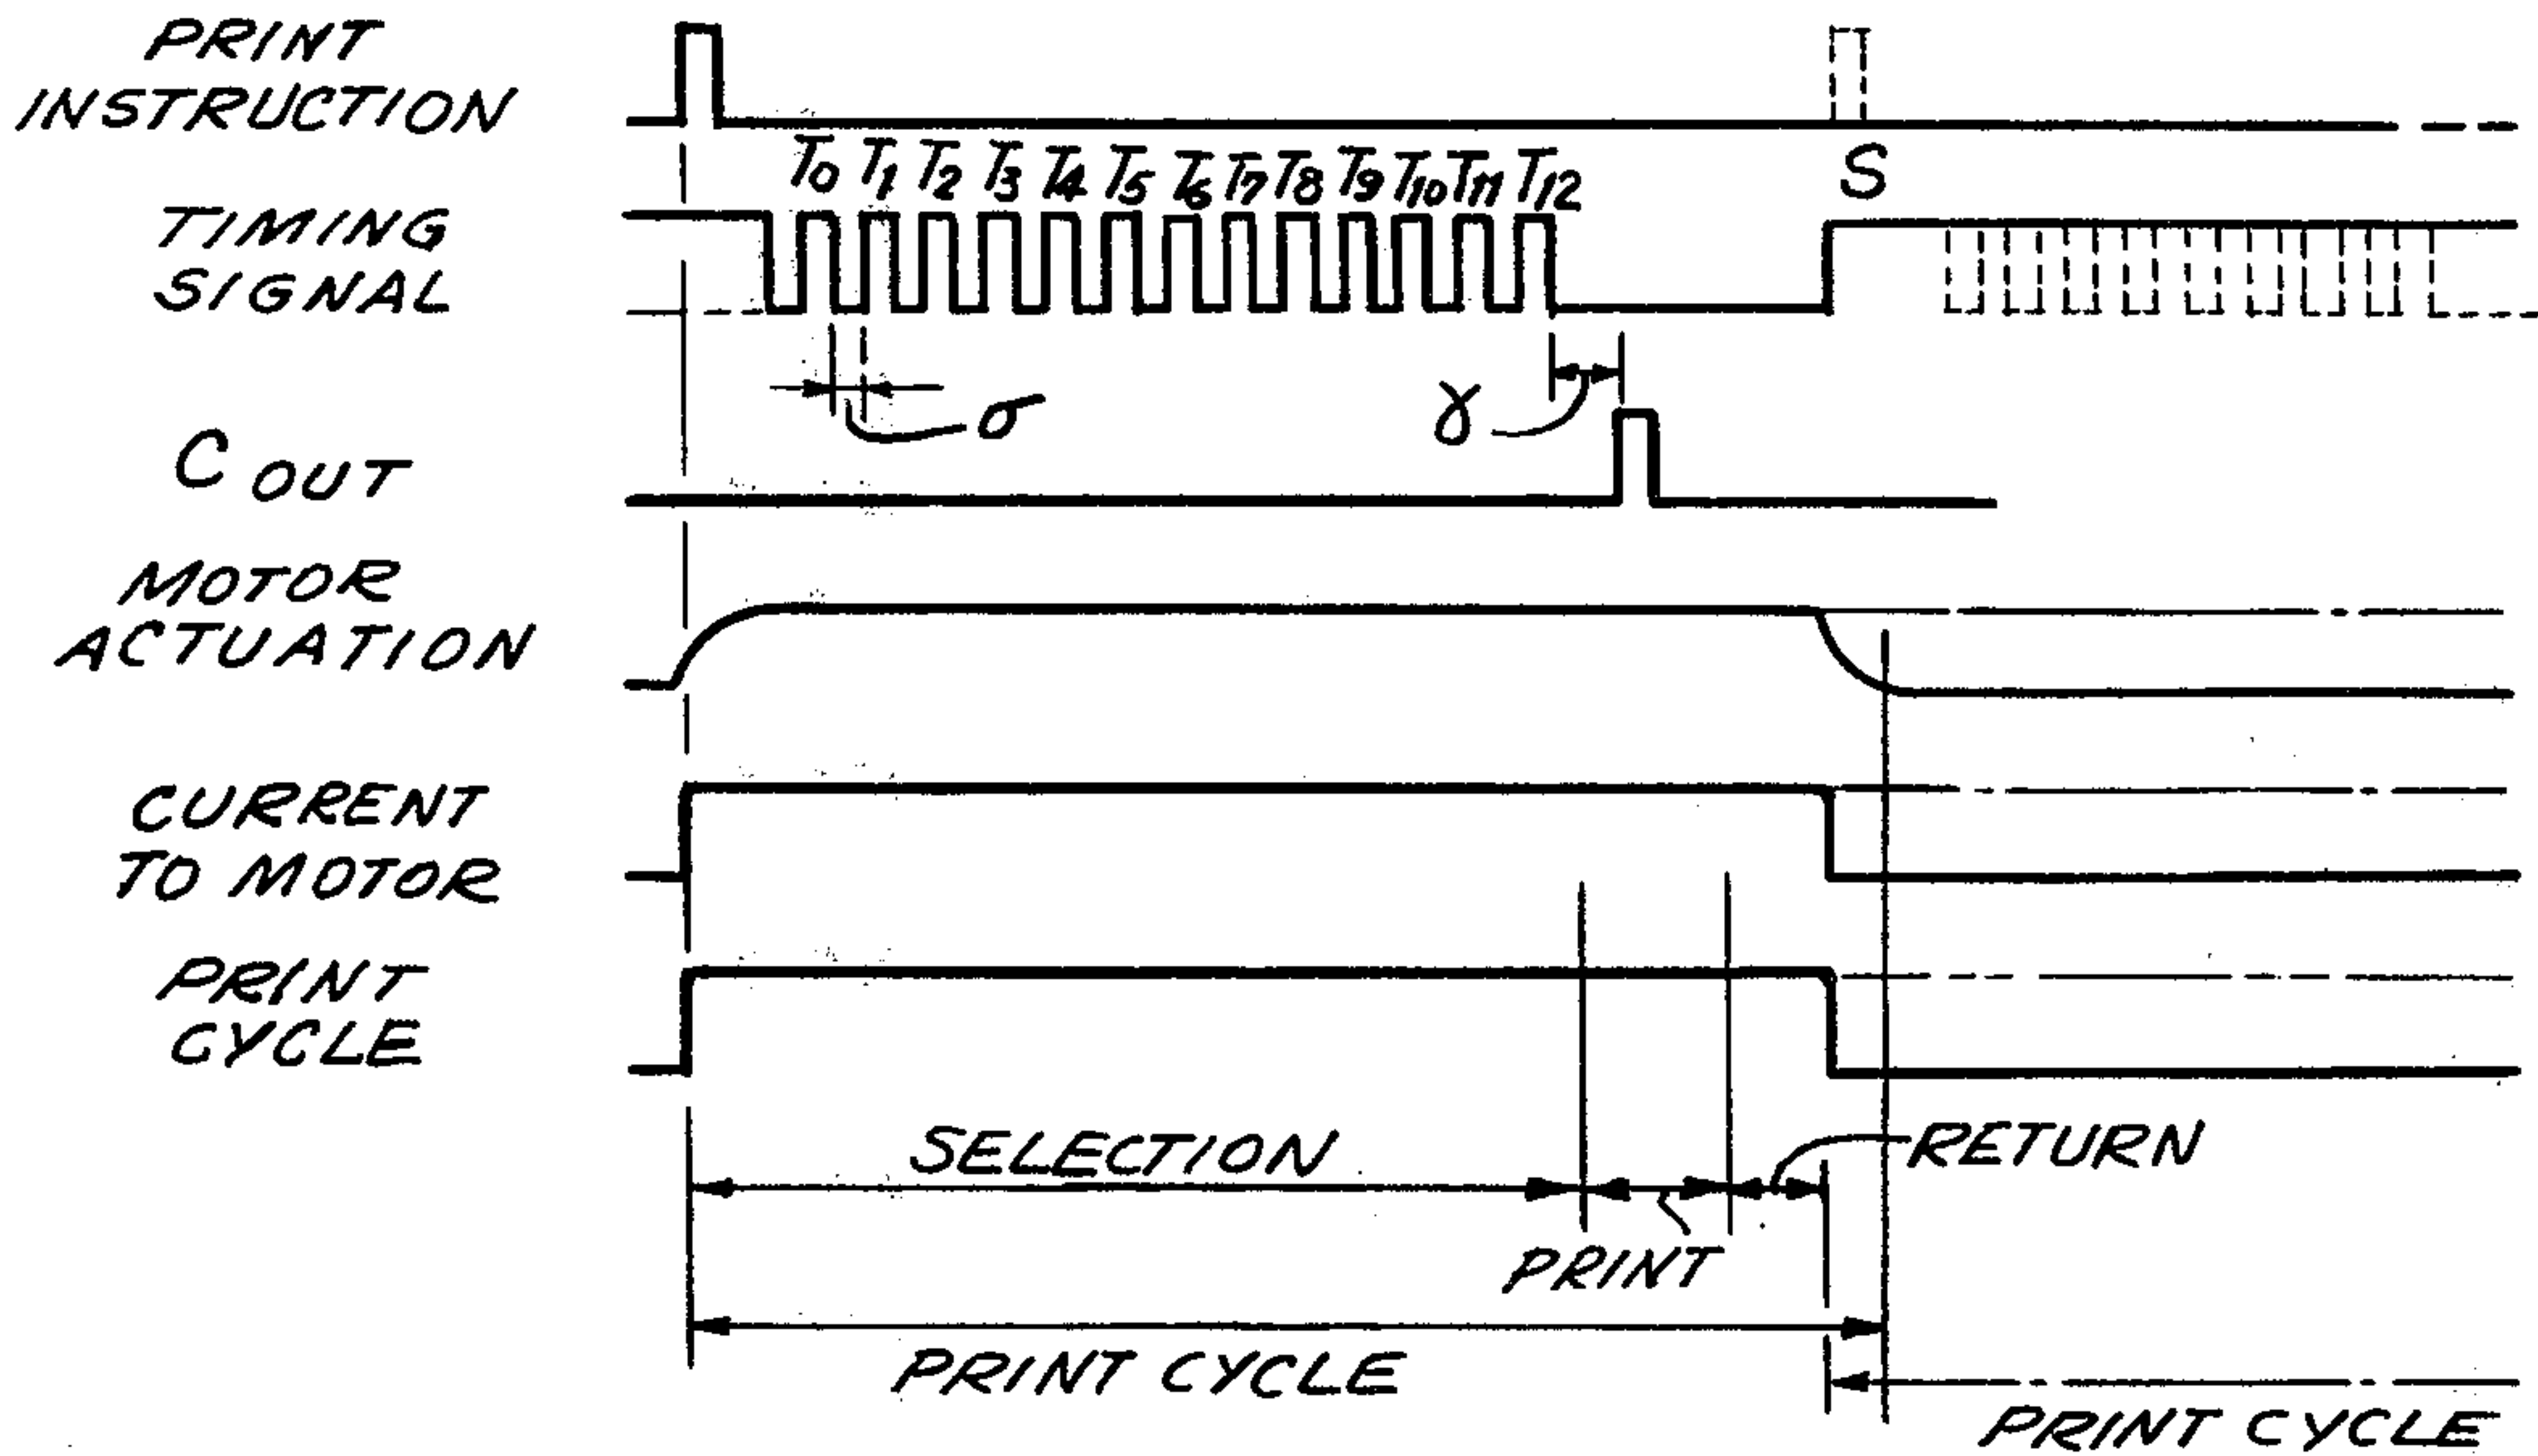 PRINT
INSTRUCTION
T0 T1 T2 T3 T4 T5 T6 T7 T8 T9 T10 T11 T12
S
TIMING
SIGNAL
σ
γ
C OUT
MOTOR
ACTUATION
CURRENT
TO MOTOR
PRINT
CYCLE
SELECTION
RETURN
PRINT
PRINT CYCLE
PRINT CYCLE